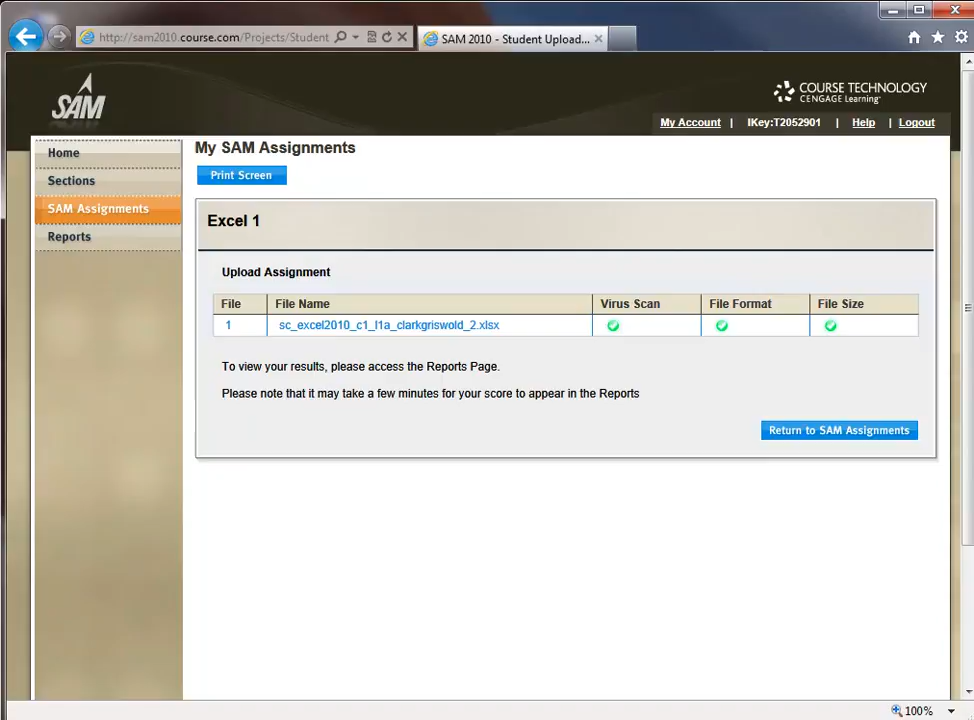 http://sam2010.course.com/Projects/Student
SAM 2010 - Student Upload...
SAM
COURSE TECHNOLOGY
CENGAGE Learning
My Account | IKey:T2052901 | Help | Logout
Home
Sections
SAM Assignments
Reports
My SAM Assignments
Print Screen
Excel 1
Upload Assignment
File File Name Virus Scan File Format File Size
1 sc_excel2010_c1_l1a_clarkgriswold_2.xlsx
To view your results, please access the Reports Page.
Please note that it may take a few minutes for your score to appear in the Reports
Return to SAM Assignments
100%